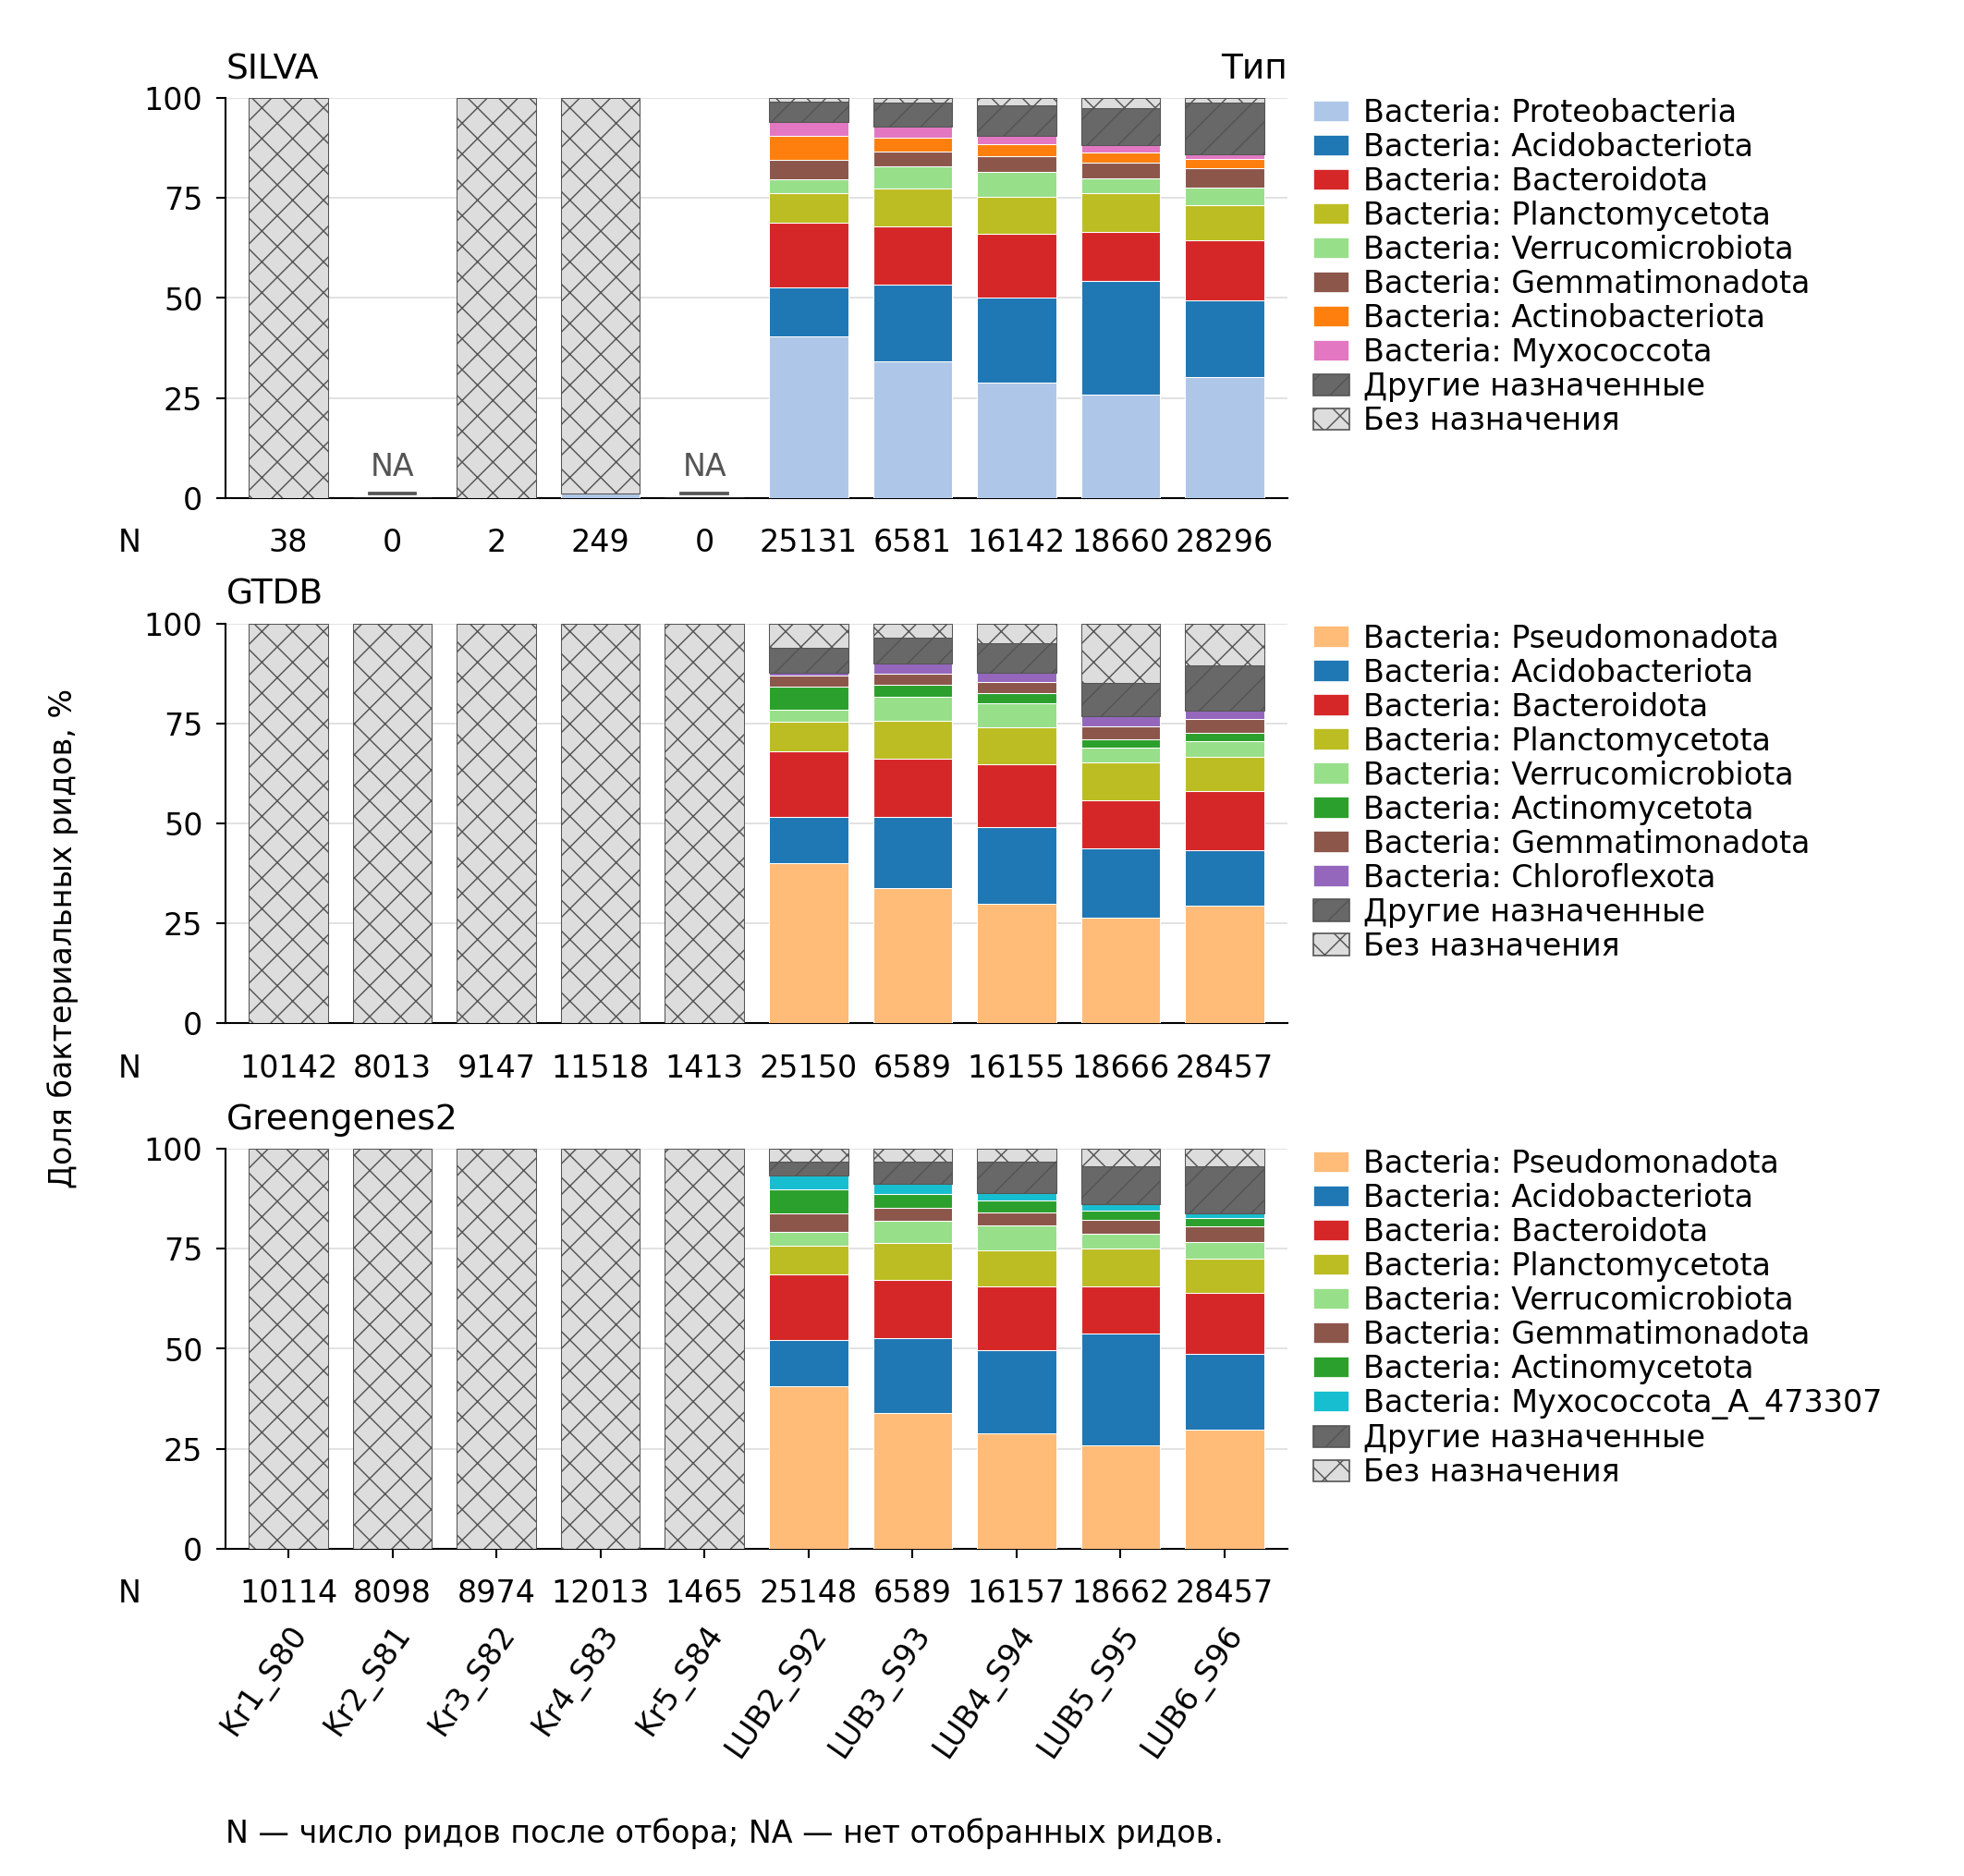 SILVA Тип
100
75
50
25
0
NA NA
N 38 0 2 249 0 25131 6581 16142 18660 28296
Bacteria: Proteobacteria
Bacteria: Acidobacteriota
Bacteria: Bacteroidota
Bacteria: Planctomycetota
Bacteria: Verrucomicrobiota
Bacteria: Gemmatimonadota
Bacteria: Actinobacteriota
Bacteria: Myxococcota
Другие назначенные
Без назначения
Доля бактериальных ридов, %
GTDB
100
75
50
25
0
N 10142 8013 9147 11518 1413 25150 6589 16155 18666 28457
Bacteria: Pseudomonadota
Bacteria: Acidobacteriota
Bacteria: Bacteroidota
Bacteria: Planctomycetota
Bacteria: Verrucomicrobiota
Bacteria: Actinomycetota
Bacteria: Gemmatimonadota
Bacteria: Chloroflexota
Другие назначенные
Без назначения
Greengenes2
100
75
50
25
0
N 10114 8098 8974 12013 1465 25148 6589 16157 18662 28457
Bacteria: Pseudomonadota
Bacteria: Acidobacteriota
Bacteria: Bacteroidota
Bacteria: Planctomycetota
Bacteria: Verrucomicrobiota
Bacteria: Gemmatimonadota
Bacteria: Actinomycetota
Bacteria: Myxococcota_A_473307
Другие назначенные
Без назначения
Kr1_S80
Kr2_S81
Kr3_S82
Kr4_S83
Kr5_S84
LUB2_S92
LUB3_S93
LUB4_S94
LUB5_S95
LUB6_S96
N — число ридов после отбора; NA — нет отобранных ридов.